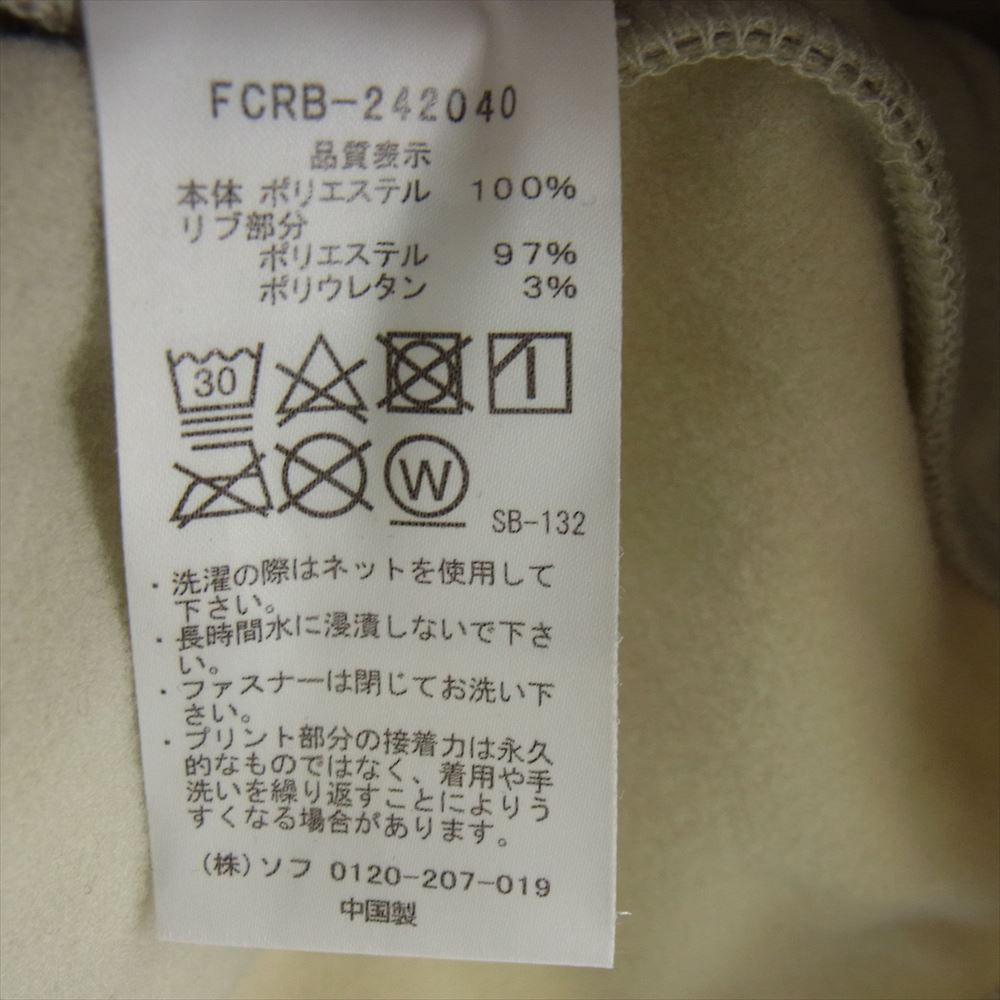 FCRB-242040
品質表示
本体 ポリエステル 100%
リブ部分
ポリエステル 97%
ポリウレタン 3%
30
W
SB-132
・洗濯の際はネットを使用して
下さい。
・長時間水に浸漬しないで下さ
い。
・ファスナーは閉じてお洗い下
さい。
・プリント部分の接着力は永久
的なものではなく、着用や手
洗いを繰り返すことによりう
すくなる場合があります。
(株)ソフ 0120-207-019
中国製